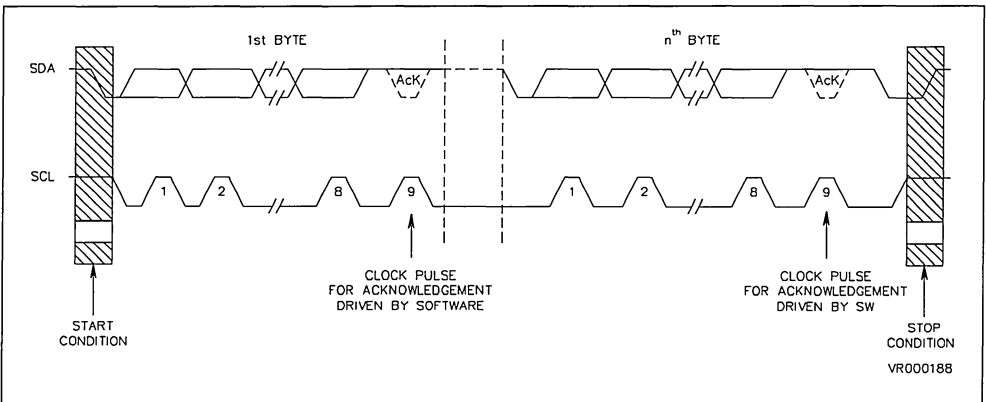 1st BYTE
nth BYTE
SDA
AcK
AcK
SCL
1
2
8
9
1
2
8
9
CLOCK PULSE
FOR ACKNOWLEDGEMENT
DRIVEN BY SOFTWARE
CLOCK PULSE
FOR ACKNOWLEDGEMENT
DRIVEN BY SW
START
CONDITION
STOP
CONDITION
VR000188